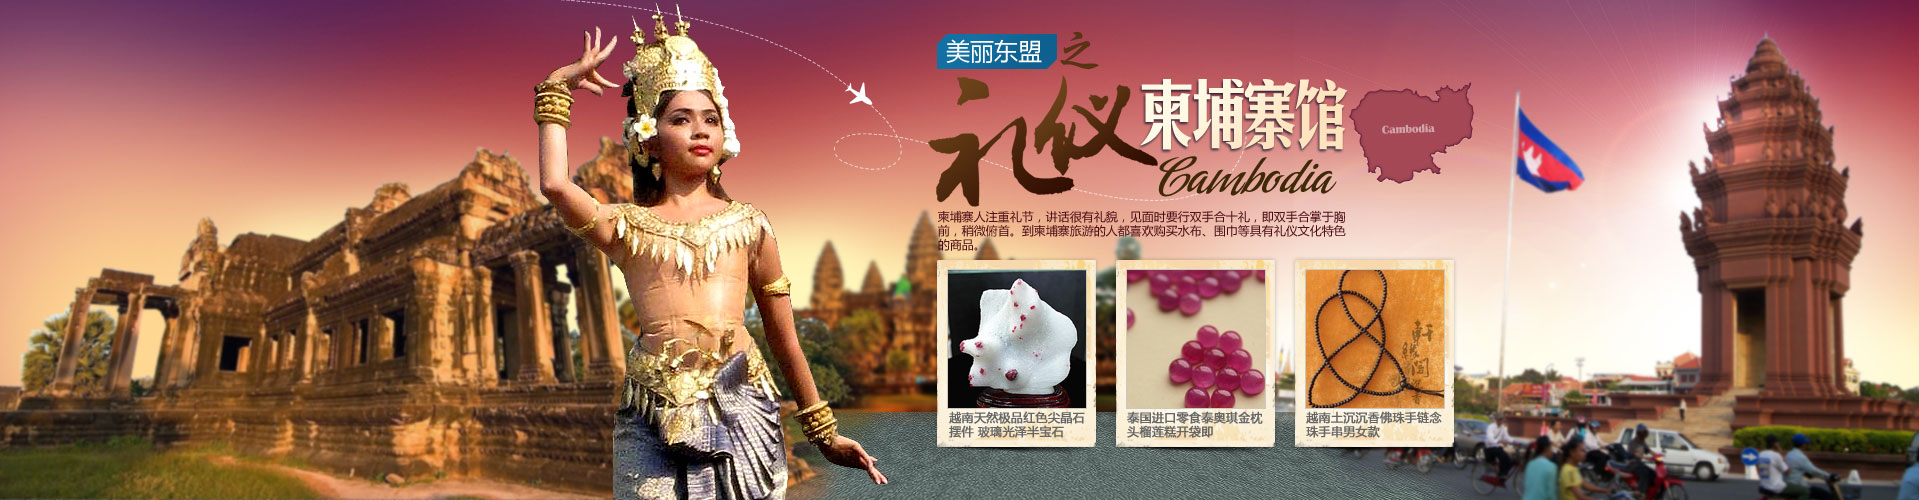 美丽东盟
之
礼仪
柬埔寨馆
Cambodia
Cambodia
柬埔寨人注重礼节，讲话很有礼貌，见面时要行双手合十礼，即双手合掌于胸
前，稍微俯首。到柬埔寨旅游的人都喜欢购买水布、围巾等具有礼仪文化特色
的商品。
越南天然极品红色尖晶石
摆件 玻璃光泽半宝石
泰国进口零食泰奥琪金枕
头榴莲糕开袋即
越南土沉沉香佛珠手链念
珠手串男女款